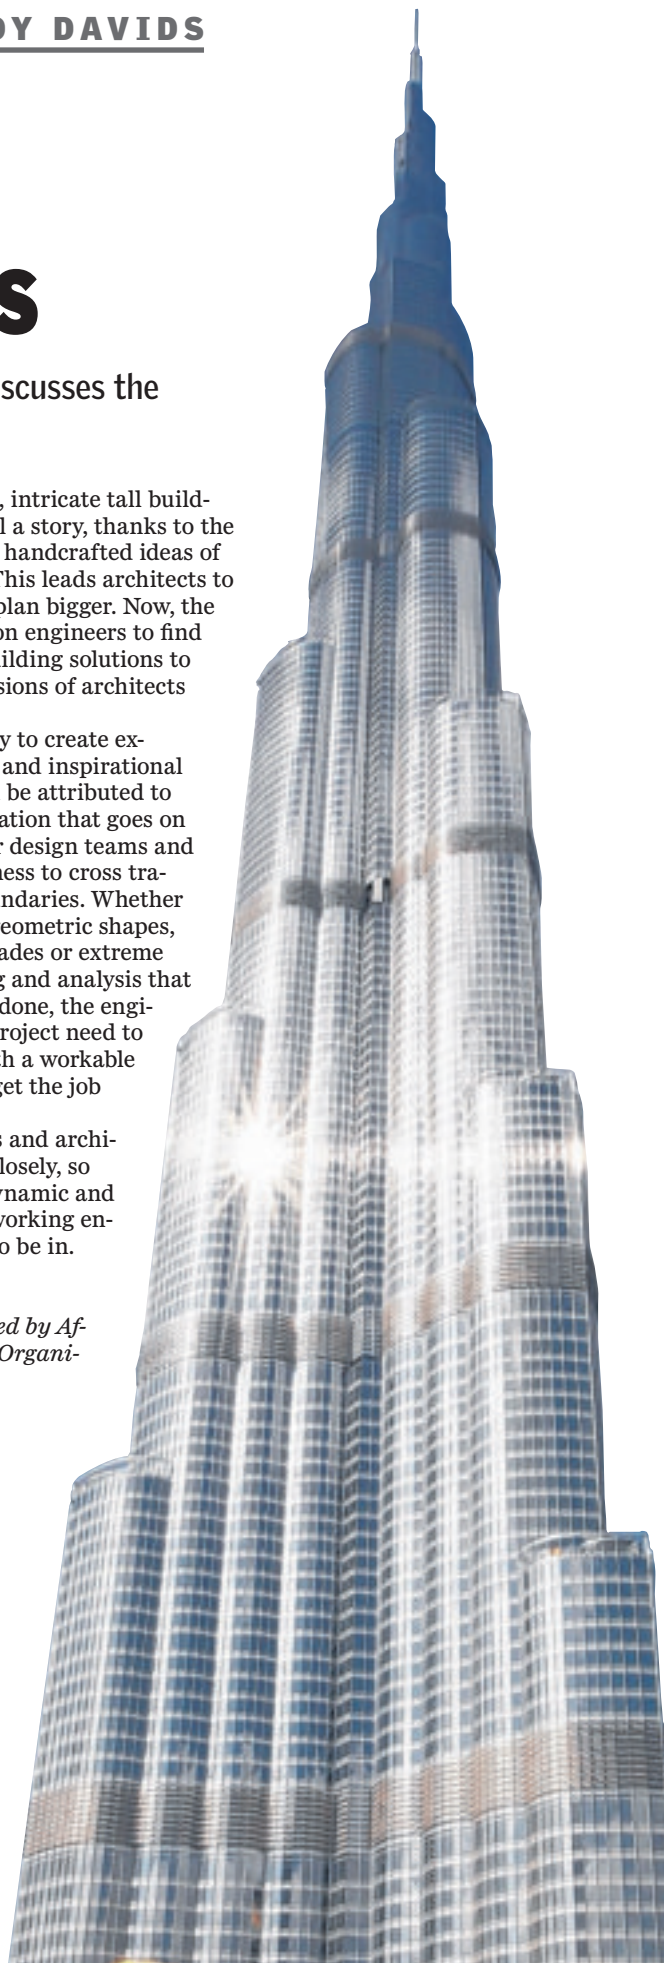 DY DAVIDS
s
scusses the
, intricate tall build-
l a story, thanks to the
handcrafted ideas of
This leads architects to
plan bigger. Now, the
on engineers to find
ilding solutions to
sions of architects
y to create ex-
and inspirational
be attributed to
ation that goes on
r design teams and
ness to cross tra-
ndaries. Whether
eometric shapes,
ades or extreme
g and analysis that
done, the engi-
roject need to
th a workable
get the job
s and archi-
losely, so
ynamic and
working en-
o be in.
ed by Af-
Organi-